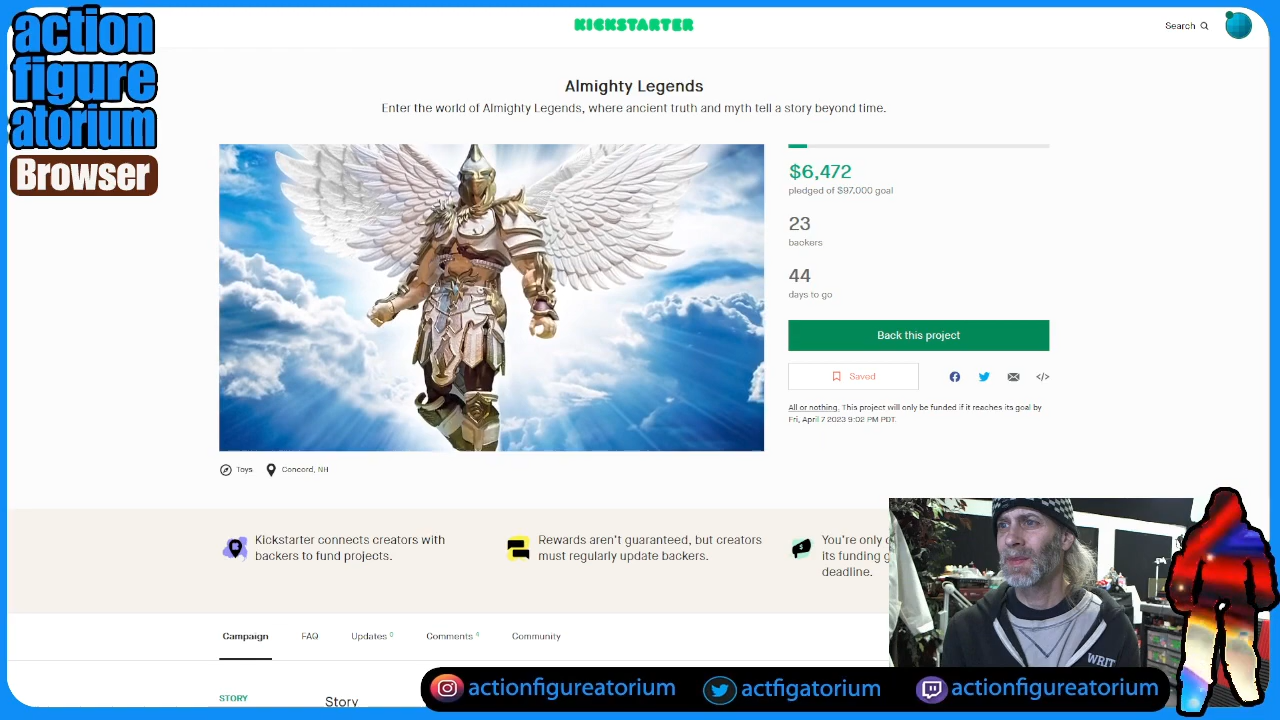 action
figure
atorium
Browser
KICKSTARTER
Search
Almighty Legends
Enter the world of Almighty Legends, where ancient truth and myth tell a story beyond time.
$6,472
pledged of $97,000 goal
23
backers
44
days to go
Back this project
Saved
All or nothing. This project will only be funded if it reaches its goal by
Fri, April 7 2023 9:02 PM PDT.
Toys
Concord, NH
Kickstarter connects creators with
backers to fund projects.
Rewards aren't guaranteed, but creators
must regularly update backers.
You're only
its funding
deadline.
Campaign
FAQ
Updates 0
Comments 4
Community
STORY
Story
WRIT
actionfigureatorium
actfigatorium
actionfigureatorium